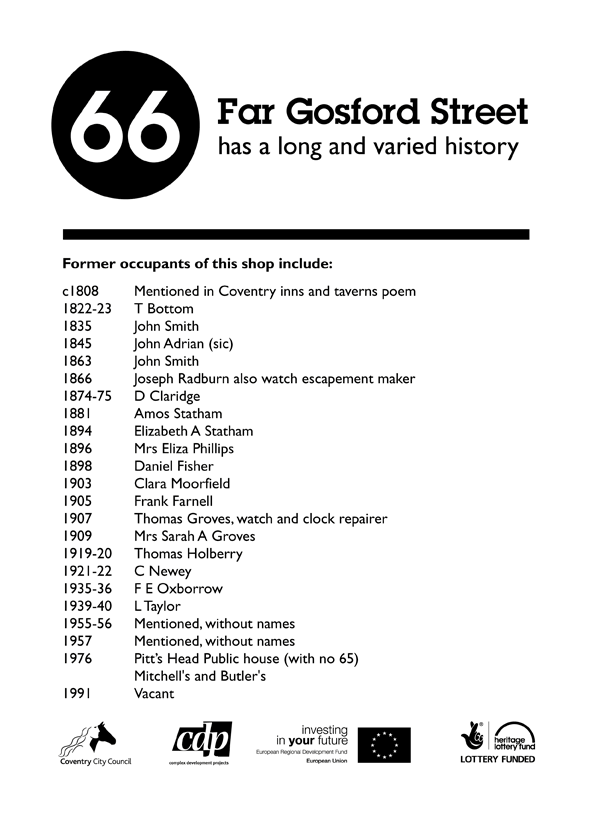 66
Far Gosford Street
has a long and varied history
Former occupants of this shop include:
c1808 Mentioned in Coventry inns and taverns poem
1822-23 T Bottom
1835 John Smith
1845 John Adrian (sic)
1863 John Smith
1866 Joseph Radburn also watch escapement maker
1874-75 D Claridge
1881 Amos Statham
1894 Elizabeth A Statham
1896 Mrs Eliza Phillips
1898 Daniel Fisher
1903 Clara Moorfield
1905 Frank Farnell
1907 Thomas Groves, watch and clock repairer
1909 Mrs Sarah A Groves
1919-20 Thomas Holberry
1921-22 C Newey
1935-36 F E Oxborrow
1939-40 L Taylor
1955-56 Mentioned, without names
1957 Mentioned, without names
1976 Pitt's Head Public house (with no 65)
Mitchell's and Butler's
1991 Vacant
Coventry City Council
cdp
complex development projects
investing
in your future
European Regional Development Fund
European Union
heritage
lottery fund
LOTTERY FUNDED